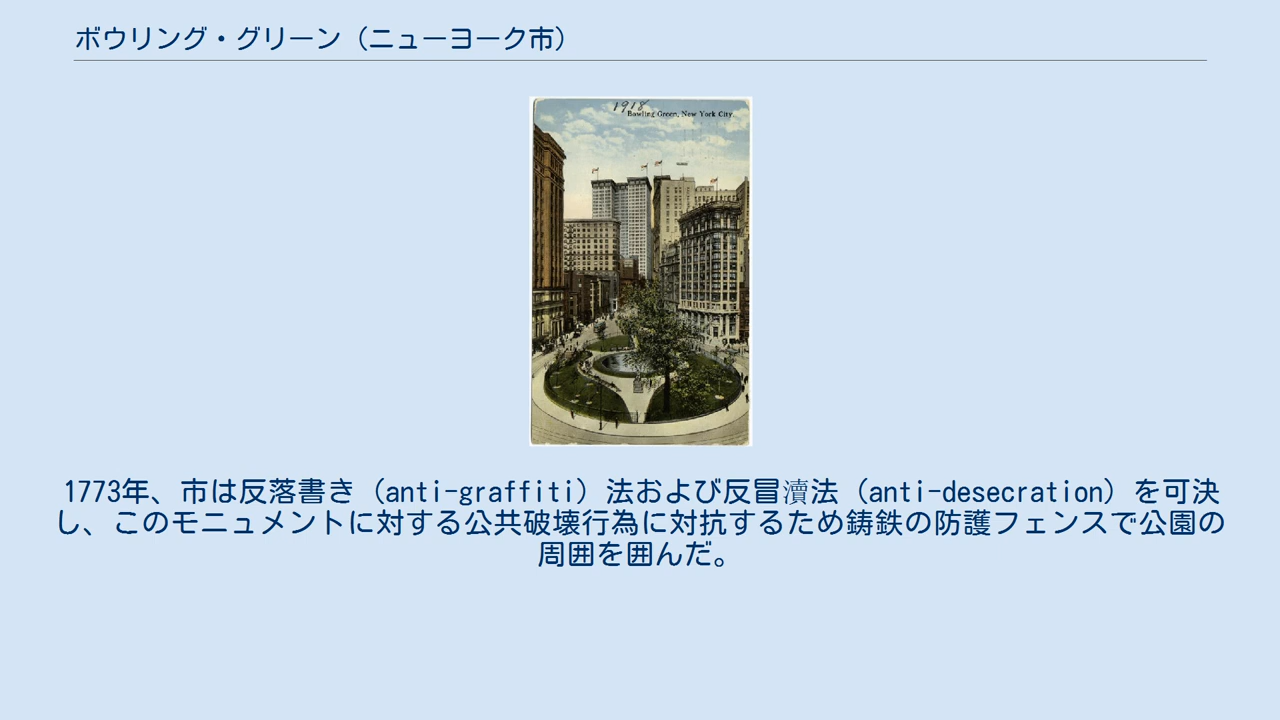 ボウリング・グリーン（ニューヨーク市）
1918
Bowling Green, New York City.
1773年、市は反落書き（anti-graffiti）法および反冒瀆法（anti-desecration）を可決
し、このモニュメントに対する公共破壊行為に対抗するため鋳鉄の防護フェンスで公園の
周囲を囲んだ。